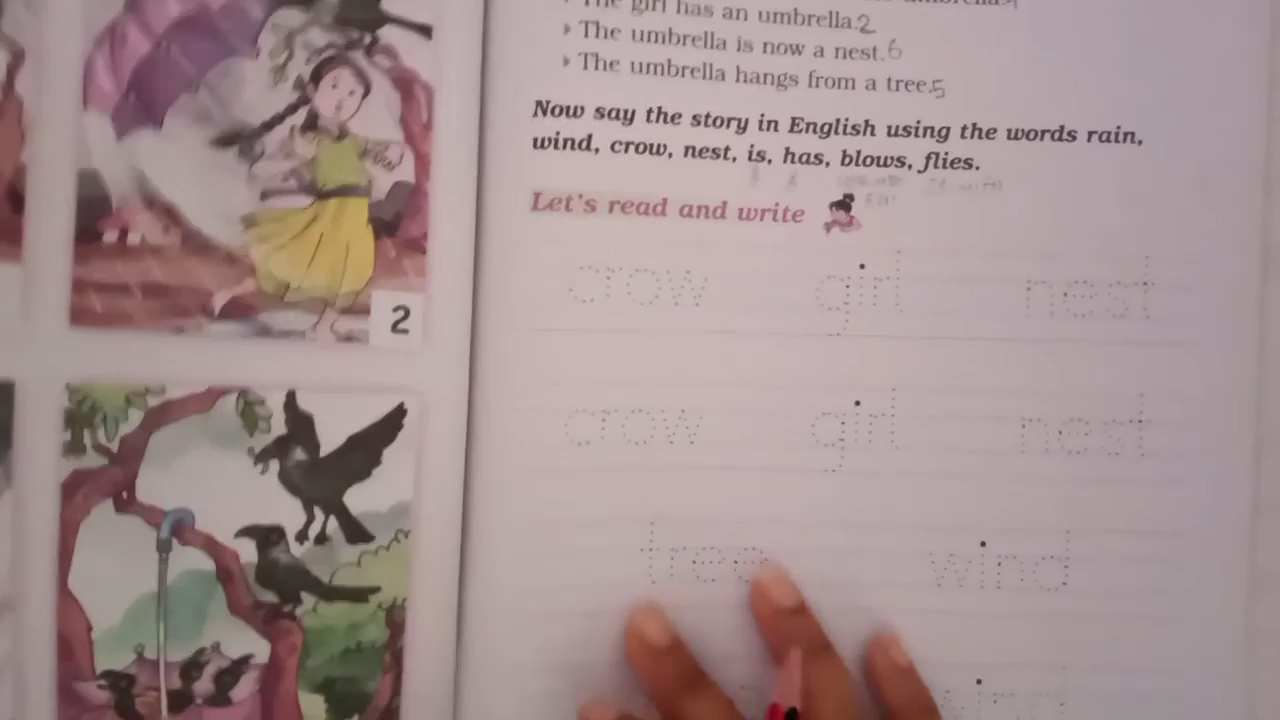 The girl has an umbrella.2
The umbrella is now a nest.6
The umbrella hangs from a tree.5
Now say the story in English using the words rain,
wind, crow, nest, is, has, blows, flies.
Let's read and write
crow girl nest
2
crow girl nest
tree wind
wind